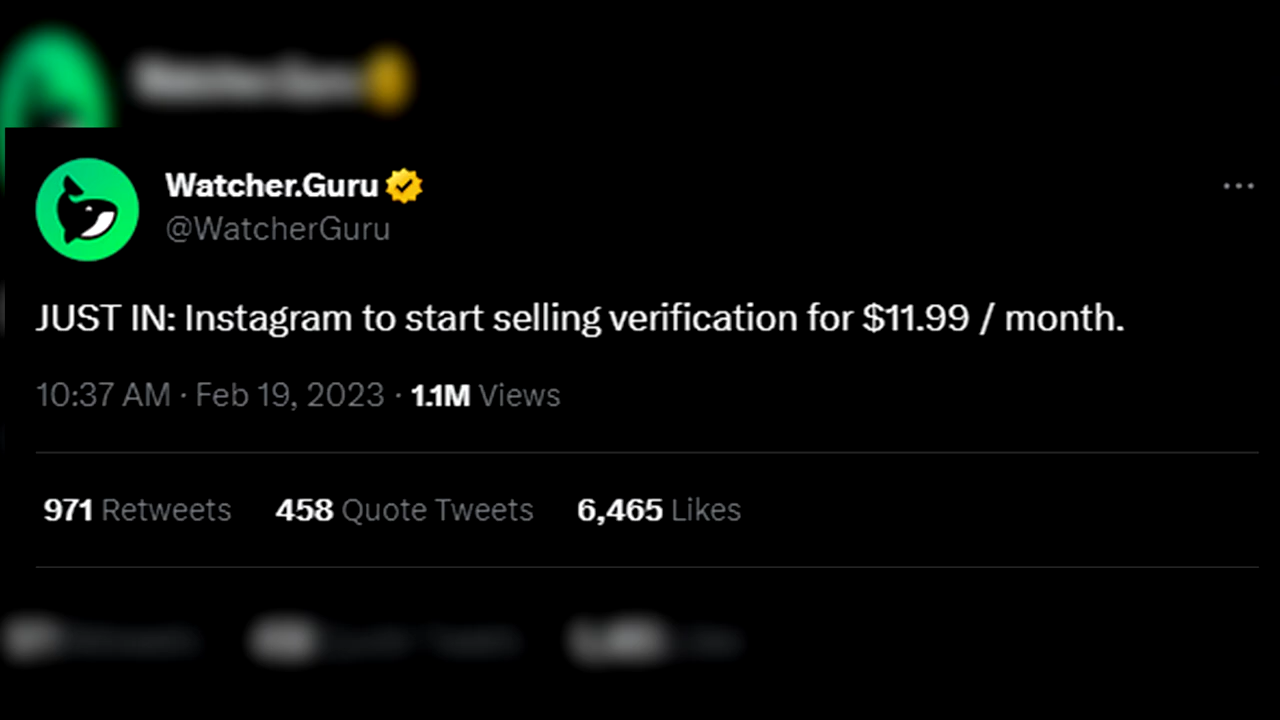 Watcher.Guru
@WatcherGuru
JUST IN: Instagram to start selling verification for $11.99 / month.
10:37 AM · Feb 19, 2023 · 1.1M Views
971 Retweets 458 Quote Tweets 6,465 Likes